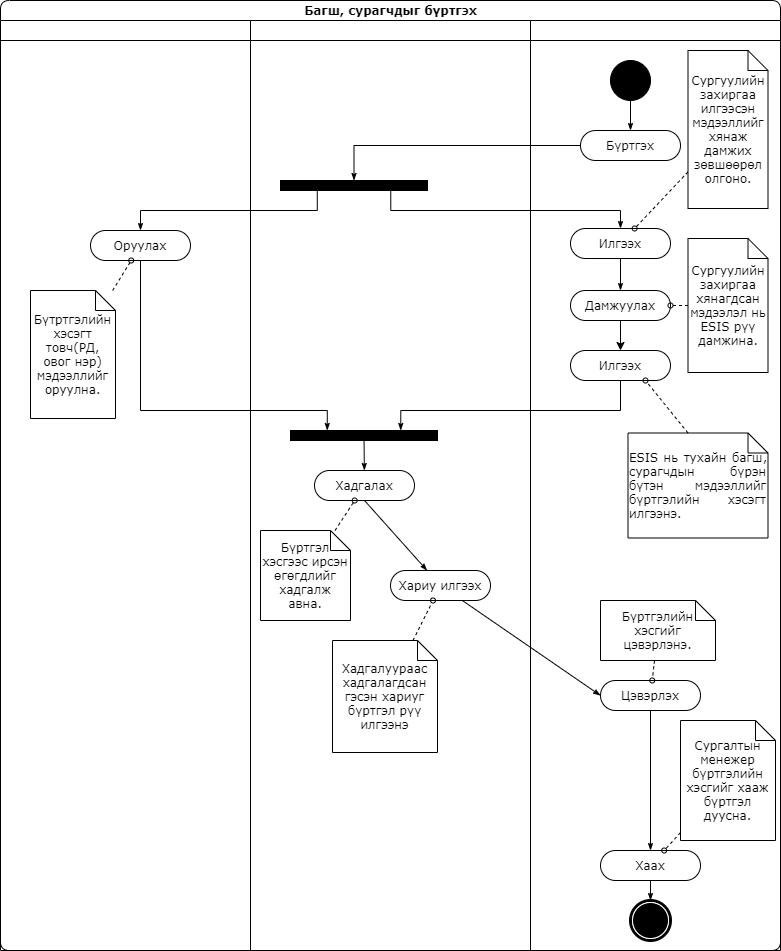 Багш, сурагчдыг бүртгэх
Сургуулийн
захиргаа
илгээсэн
мэдээллийг
хянаж
дамжих
зөвшөөрөл
олгоно.
Бүртгэх
Оруулах
Илгээх
Сургуулийн
захиргаа
хянагдсан
мэдээлэл нь
ESIS рүү
дамжина.
Дамжуулах
Бүтртгэлийн
хэсэгт
товч(РД,
овог нэр)
мэдээллийг
оруулна.
Илгээх
ESIS нь тухайн багш,
сурагчдын бүрэн
бүтэн мэдээллийг
бүртгэлийн хэсэгт
илгээнэ.
Хадгалах
Бүртгэл
хэсгээс ирсэн
өгөгдлийг
хадгалж
авна.
Хариу илгээх
Бүртгэлийн
хэсгийг
цэвэрлэнэ.
Хадгалуураас
хадгалагдсан
гэсэн хариуг
бүртгэл рүү
илгээнэ
Цэвэрлэх
Сургалтын
менежер
бүртгэлийн
хэсгийг хааж
бүртгэл
дуусна.
Хаах